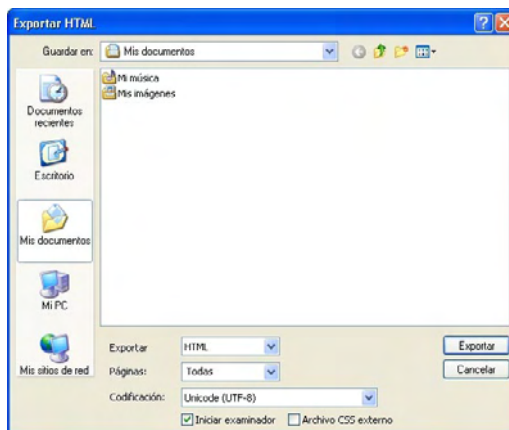 Exportar HTML
Guardar en: Mis documentos
Mi música
Mis imágenes
Documentos
recientes
Escritorio
Mis documentos
Mi PC
Mis sitios de red
Exportar HTML Exportar
Páginas: Todas Cancelar
Codificación: Unicode (UTF-8)
Iniciar examinador Archivo CSS externo